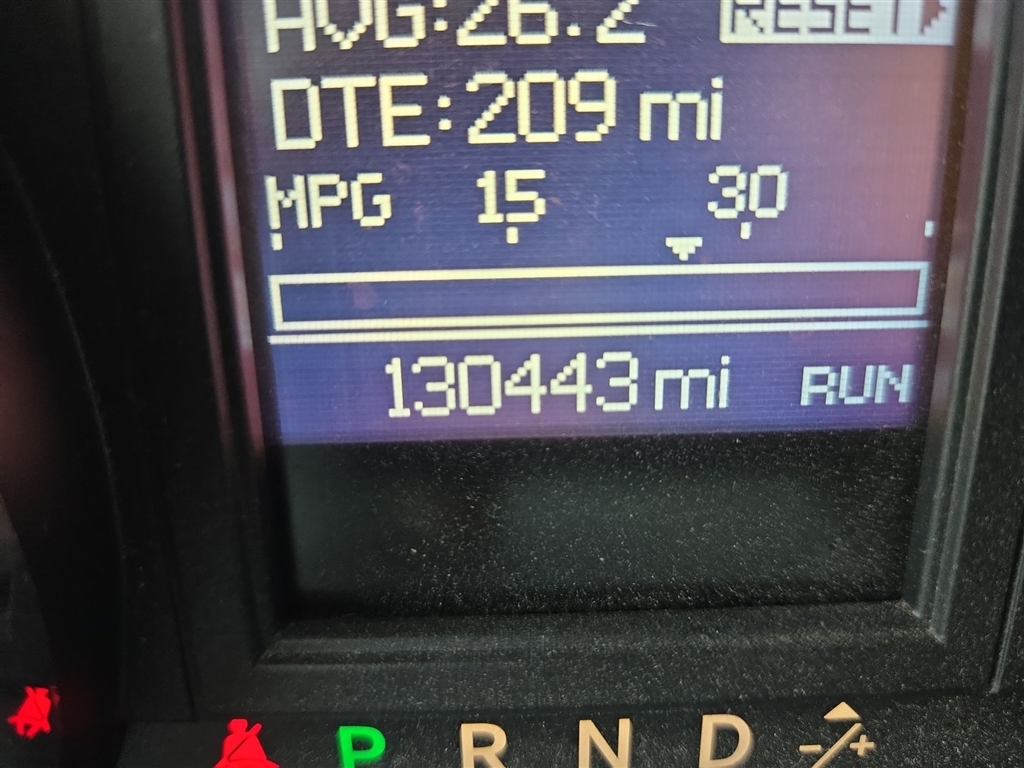 AVG:26.2 RESET
DTE:209 mi
MPG 15 30
130443 mi RUN
P R N D -/+